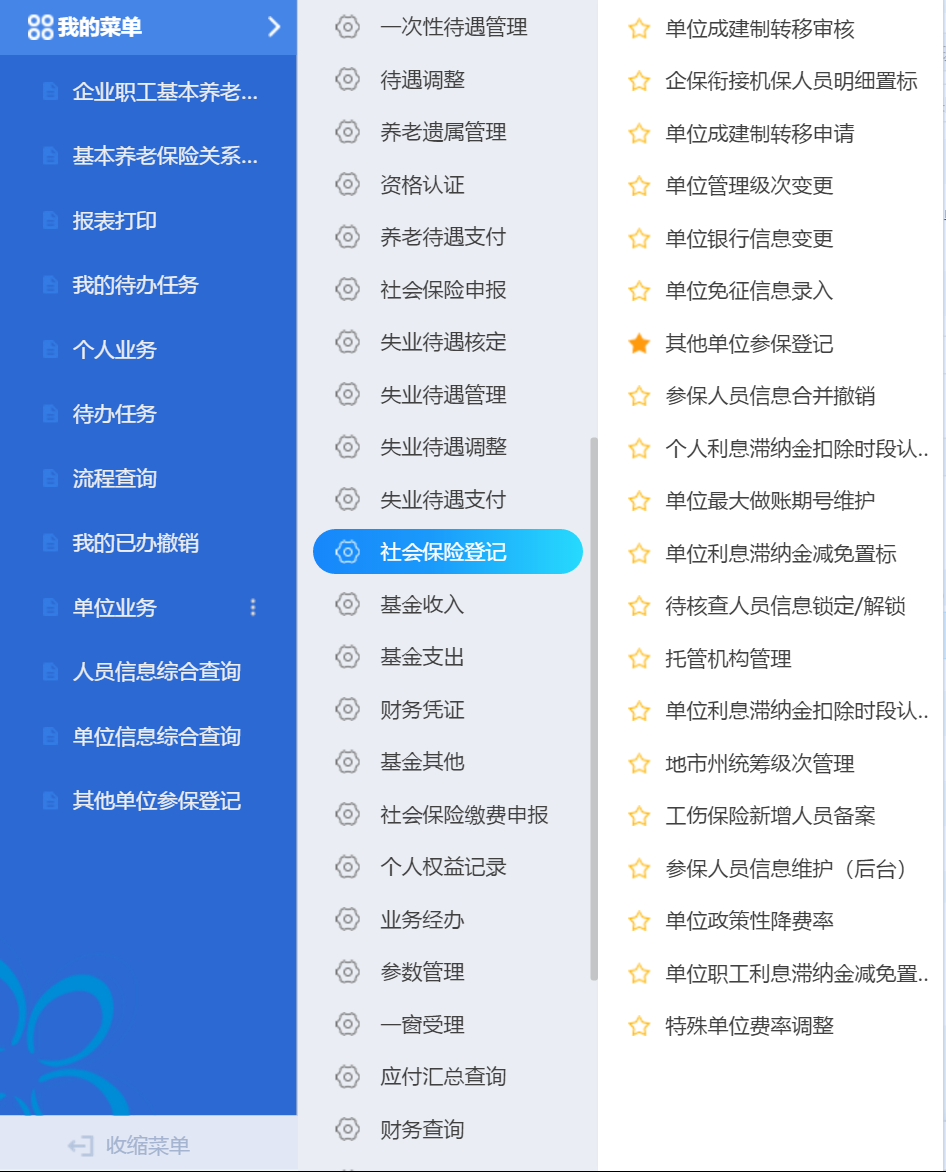 我的菜单
企业职工基本养老...
基本养老保险关系...
报表打印
我的待办任务
个人业务
待办任务
流程查询
我的已办撤销
单位业务
人员信息综合查询
单位信息综合查询
其他单位参保登记
收缩菜单
一次性待遇管理
待遇调整
养老遗属管理
资格认证
养老待遇支付
社会保险申报
失业待遇核定
失业待遇管理
失业待遇调整
失业待遇支付
社会保险登记
基金收入
基金支出
财务凭证
基金其他
社会保险缴费申报
个人权益记录
业务经办
参数管理
一窗受理
应付汇总查询
财务查询
单位成建制转移审核
企保衔接机保人员明细置标
单位成建制转移申请
单位管理级次变更
单位银行信息变更
单位免征信息录入
其他单位参保登记
参保人员信息合并撤销
个人利息滞纳金扣除时段认..
单位最大做账期号维护
单位利息滞纳金减免置标
待核查人员信息锁定/解锁
托管机构管理
单位利息滞纳金扣除时段认..
地市州统筹级次管理
工伤保险新增人员备案
参保人员信息维护（后台）
单位政策性降费率
单位职工利息滞纳金减免置..
特殊单位费率调整